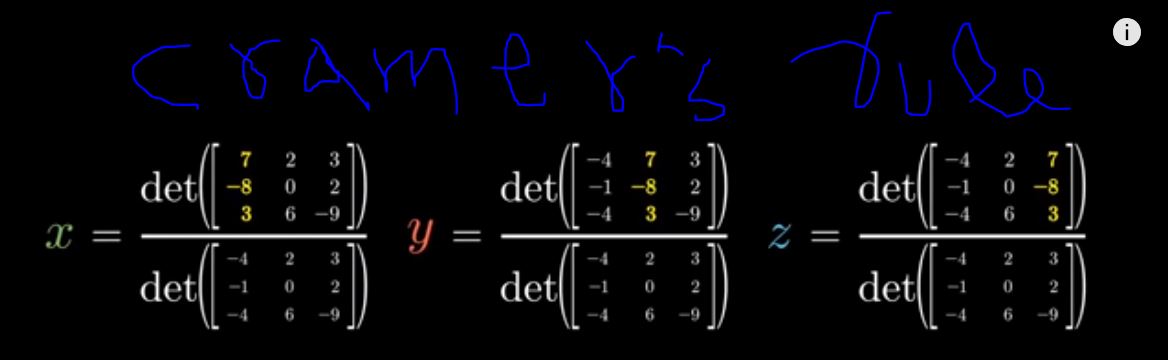 cramer's rule
i
x = det([7 2 3; −8 0 2; 3 6 −9]) / det([−4 2 3; −1 0 2; −4 6 −9])
y = det([−4 7 3; −1 −8 2; −4 3 −9]) / det([−4 2 3; −1 0 2; −4 6 −9])
z = det([−4 2 7; −1 0 −8; −4 6 3]) / det([−4 2 3; −1 0 2; −4 6 −9])